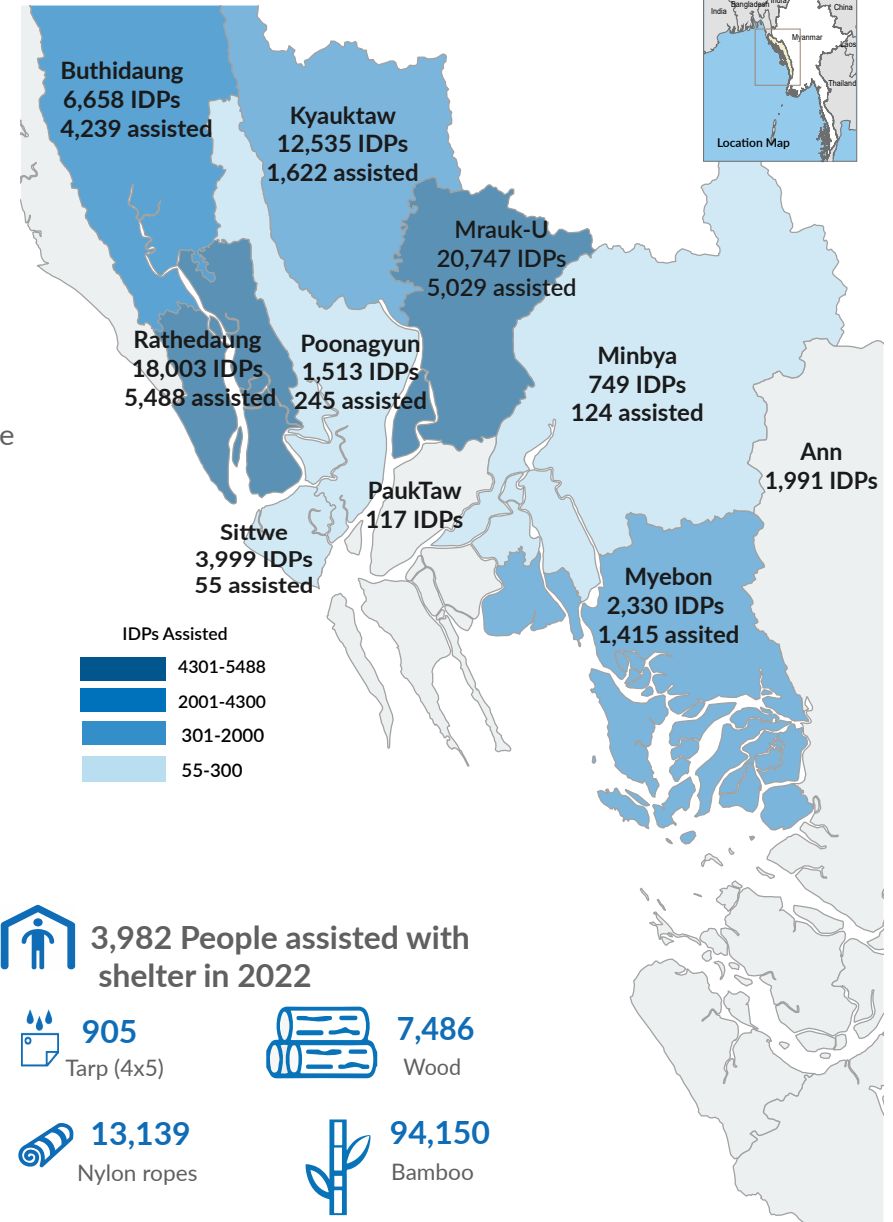 India
Bangladesh
China
Myanmar
Laos
Thailand
Location Map
Buthidaung
6,658 IDPs
4,239 assisted
Kyauktaw
12,535 IDPs
1,622 assisted
Mrauk-U
20,747 IDPs
5,029 assisted
Rathedaung
18,003 IDPs
5,488 assisted
Poonagyun
1,513 IDPs
245 assisted
Minbya
749 IDPs
124 assisted
e
Ann
1,991 IDPs
PaukTaw
117 IDPs
Sittwe
3,999 IDPs
55 assisted
Myebon
2,330 IDPs
1,415 assited
IDPs Assisted
4301-5488
2001-4300
301-2000
55-300
3,982 People assisted with
shelter in 2022
905
Tarp (4x5)
7,486
Wood
13,139
Nylon ropes
94,150
Bamboo